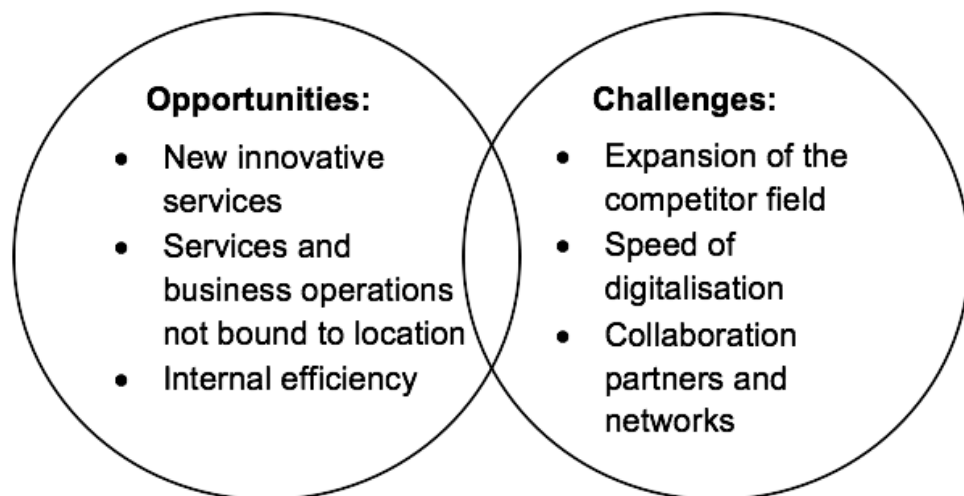 Opportunities:
• New innovative
services
• Services and
business operations
not bound to location
• Internal efficiency
Challenges:
• Expansion of the
competitor field
• Speed of
digitalisation
• Collaboration
partners and
networks